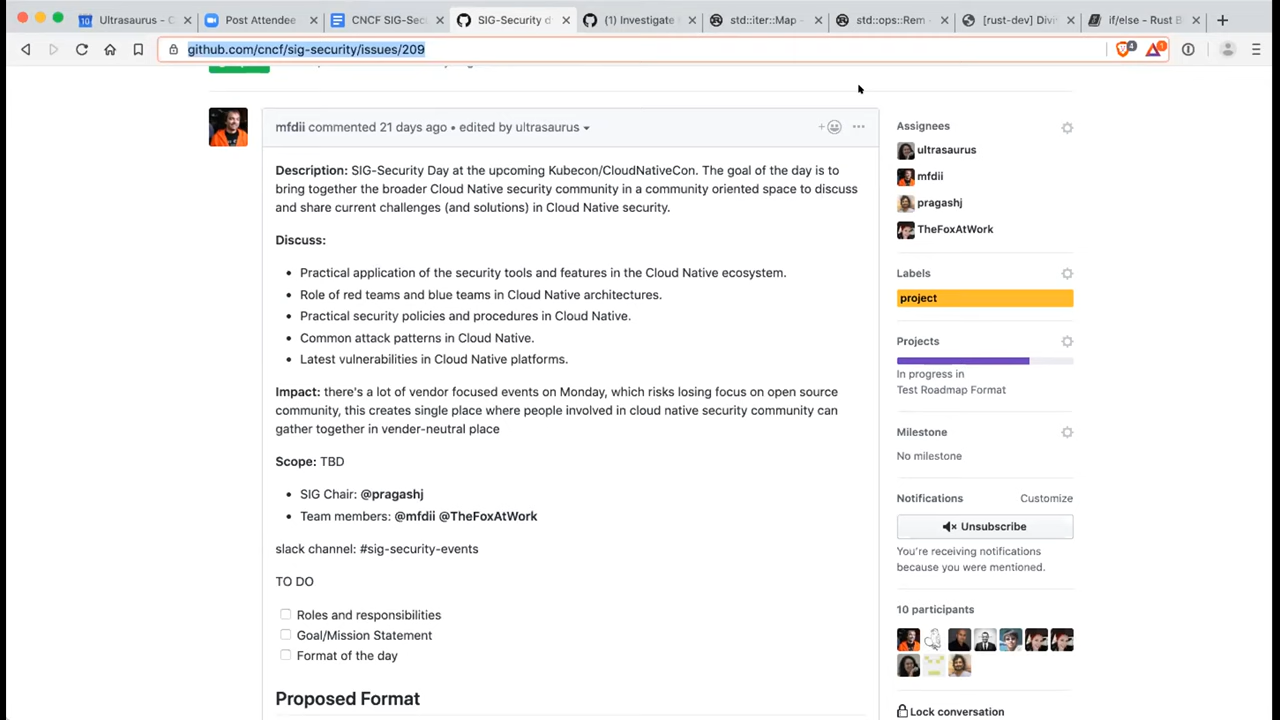 Ultrasaurus - C
Post Attendee
CNCF SIG-Sec
SIG-Security d
(1) Investigate
std::iter::Map -
std::ops::Rem -
[rust-dev] Divi
if/else - Rust B
github.com/cncf/sig-security/issues/209
4
1
mfdii commented 21 days ago • edited by ultrasaurus
Description: SIG-Security Day at the upcoming Kubecon/CloudNativeCon. The goal of the day is to
bring together the broader Cloud Native security community in a community oriented space to discuss
and share current challenges (and solutions) in Cloud Native security.
Discuss:
• Practical application of the security tools and features in the Cloud Native ecosystem.
• Role of red teams and blue teams in Cloud Native architectures.
• Practical security policies and procedures in Cloud Native.
• Common attack patterns in Cloud Native.
• Latest vulnerabilities in Cloud Native platforms.
Impact: there's a lot of vendor focused events on Monday, which risks losing focus on open source
community, this creates single place where people involved in cloud native security community can
gather together in vender-neutral place
Scope: TBD
• SIG Chair: @pragashj
• Team members: @mfdii @TheFoxAtWork
slack channel: #sig-security-events
TO DO
Roles and responsibilities
Goal/Mission Statement
Format of the day
Proposed Format
Assignees
ultrasaurus
mfdii
pragashj
TheFoxAtWork
Labels
project
Projects
In progress in
Test Roadmap Format
Milestone
No milestone
Notifications Customize
Unsubscribe
You're receiving notifications
because you were mentioned.
10 participants
Lock conversation